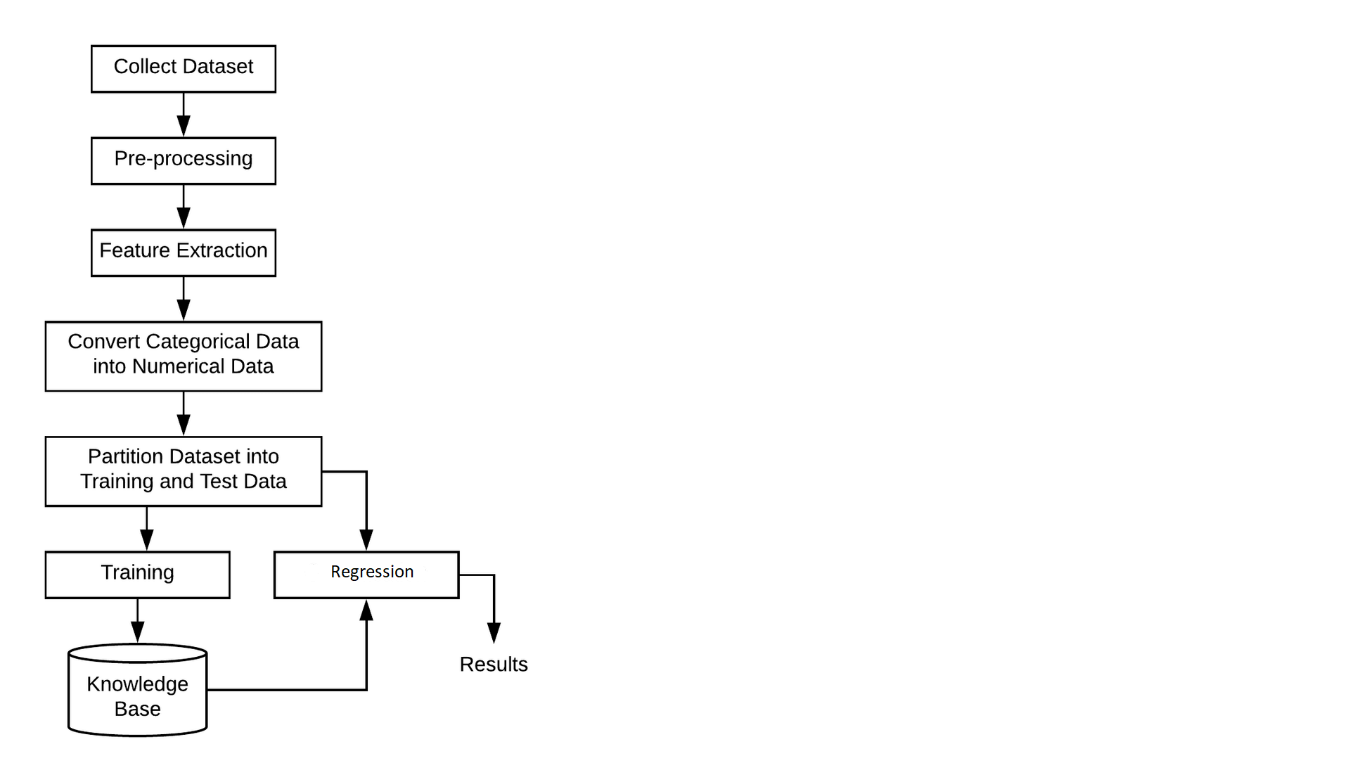 Collect Dataset
Pre-processing
Feature Extraction
Convert Categorical Data
into Numerical Data
Partition Dataset into
Training and Test Data
Training
Regression
Results
Knowledge
Base